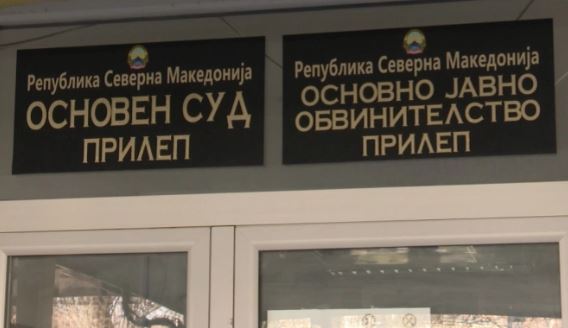 Република Северна Македонија
ОСНОВЕН СУД
ПРИЛЕП
Република Северна Македонија
ОСНОВНО ЈАВНО
ОБВИНИТЕЛСТВО
ПРИЛЕП